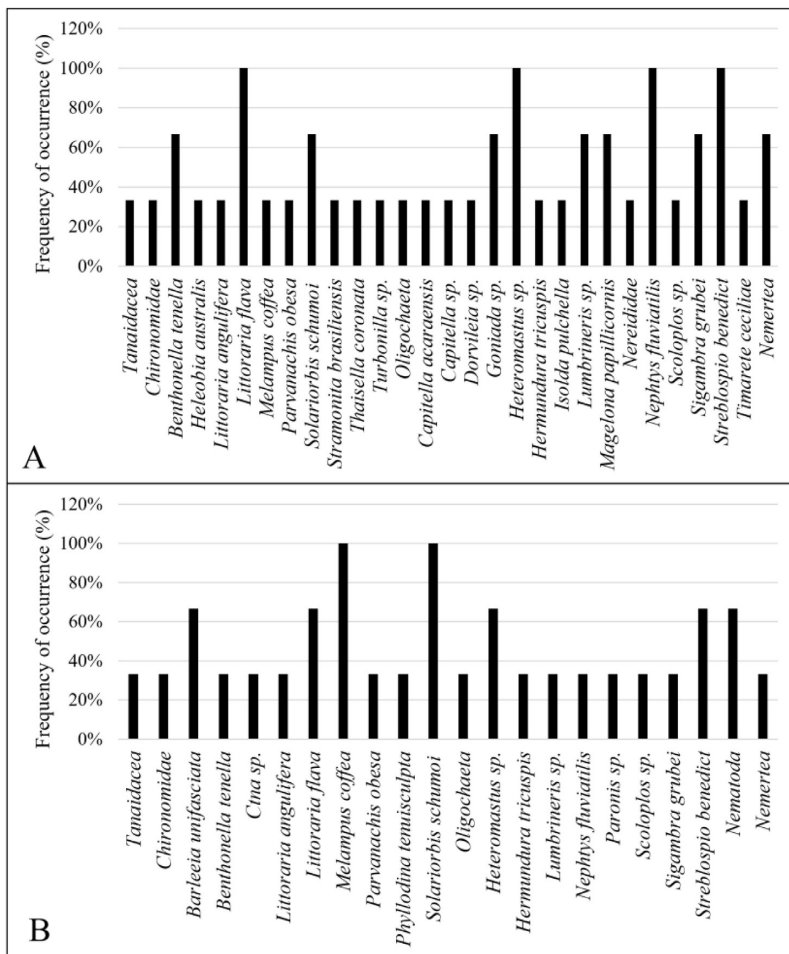 120%
100%
80%
60%
40%
20%
0%
Frequency of occurrence (%)
Tanaidacea
Chironomidae
Benthonella tenella
Heleobia australis
Littoraria angulifera
Littoraria flava
Melampus coffea
Parvanachis obesa
Solariorbis schumoi
Stramonita brasiliensis
Thaisella coronata
Turbonilla sp.
Oligochaeta
Capitella acaraensis
Capitella sp.
Dorvileia sp.
Goniada sp.
Heteromastus sp.
Hermundura tricuspis
Isolda pulchella
Lumbrineris sp.
Magelona papillicornis
Nereididae
Nephys fluviatilis
Scoloplos sp.
Sigambra grubei
Streblospio benedict
Timarete ceciliae
Nemertea
A
120%
100%
80%
60%
40%
20%
0%
Frequency of occurrence (%)
Tanaidacea
Chironomidae
Barleeia unifasciata
Benthonella tenella
Ctna sp.
Littoraria angulifera
Littoraria flava
Melampus coffea
Parvanachis obesa
Phyllodina tenuisculpta
Solariorbis schumoi
Oligochaeta
Heteromastus sp.
Hermundura tricuspis
Lumbrineris sp.
Nephys fluviatilis
Paronis sp.
Scoloplos sp.
Sigambra grubei
Streblospio benedict
Nematoda
Nemertea
B